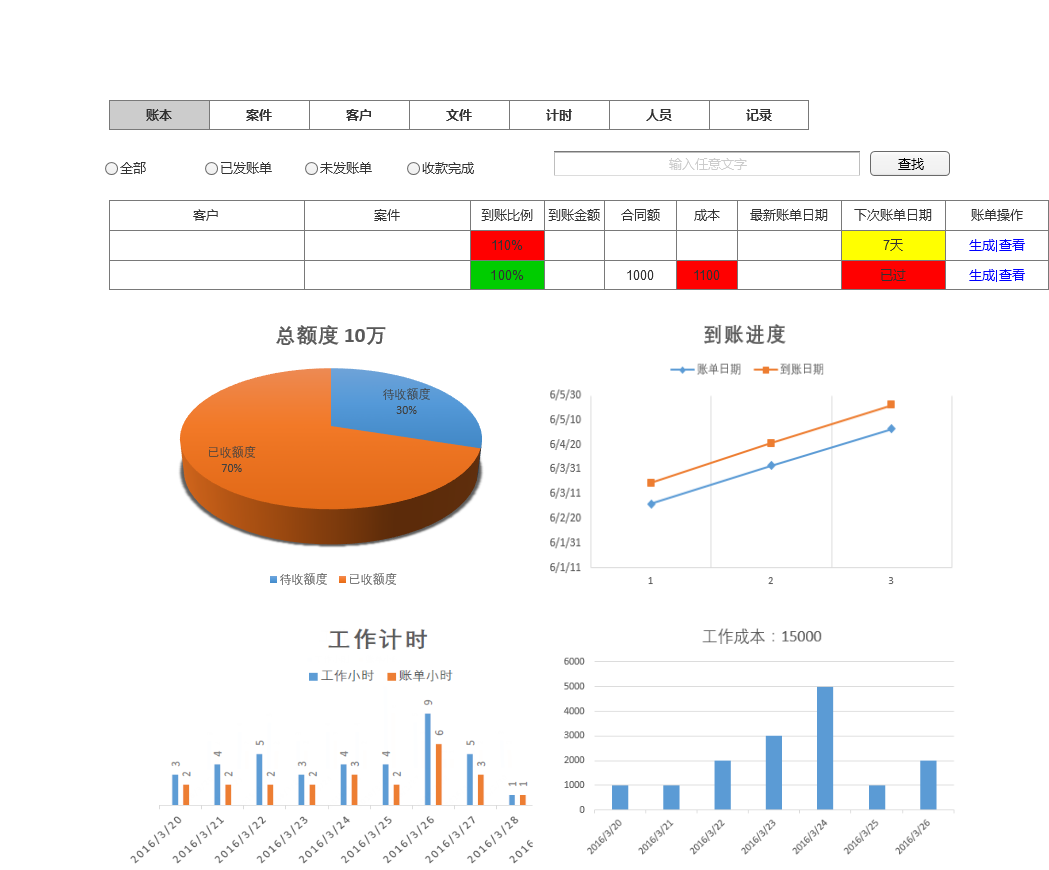 账本 案件 客户 文件 计时 人员 记录
全部 已发账单 未发账单 收款完成 输入任意文字 查找
客户 案件 到账比例 到账金额 合同额 成本 最新账单日期 下次账单日期 账单操作
110% 7天 生成|查看
100% 1000 1100 已过 生成|查看
总额度 10万
待收额度
30%
已收额度
70%
待收额度 已收额度
到账进度
账单日期 到账日期
6/5/30
6/5/10
6/4/20
6/3/31
6/3/11
6/2/20
6/1/31
6/1/11
1 2 3
工作计时
工作小时 账单小时
3 2 4 2 5 2 3 2 4 3 4 2 9 6 5 3 1 1
2016/3/20 2016/3/21 2016/3/22 2016/3/23 2016/3/24 2016/3/25 2016/3/26 2016/3/27 2016/3/28 2016
工作成本：15000
6000
5000
4000
3000
2000
1000
0
2016/3/20 2016/3/21 2016/3/22 2016/3/23 2016/3/24 2016/3/25 2016/3/26